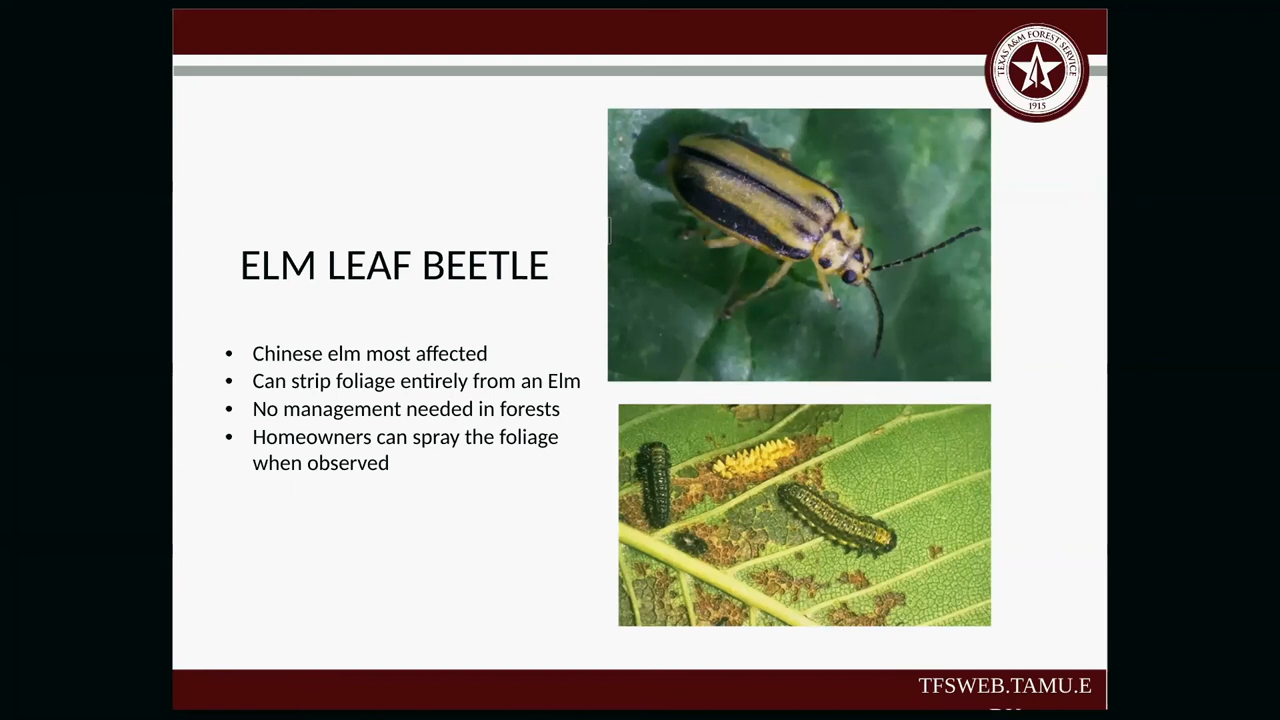 TEXAS A&M FOREST SERVICE
1915
ELM LEAF BEETLE
• Chinese elm most affected
• Can strip foliage entirely from an Elm
• No management needed in forests
• Homeowners can spray the foliage
when observed
TFSWEB.TAMU.E